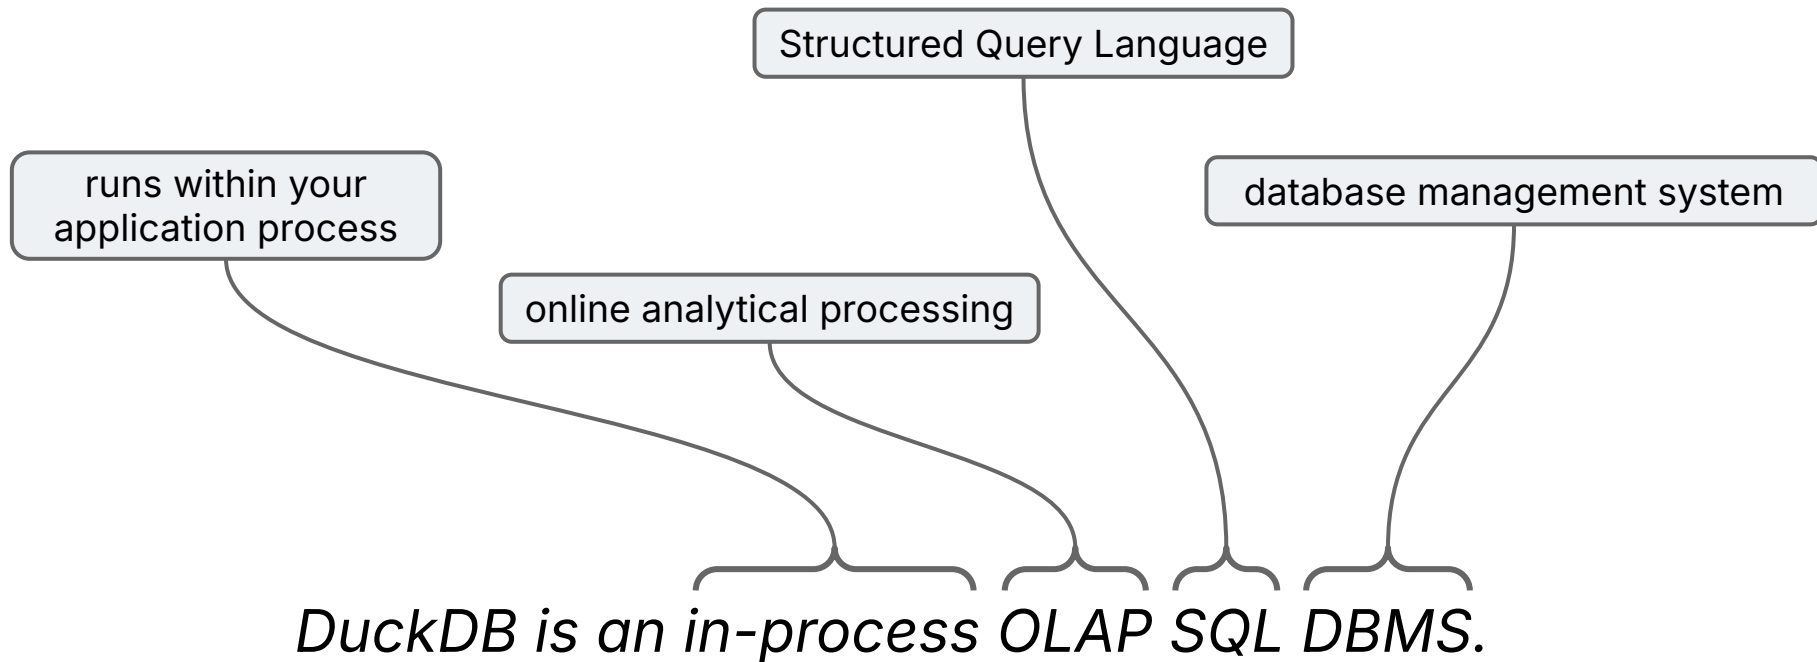 Structured Query Language
runs within your
application process
database management system
online analytical processing
DuckDB is an in-process OLAP SQL DBMS.